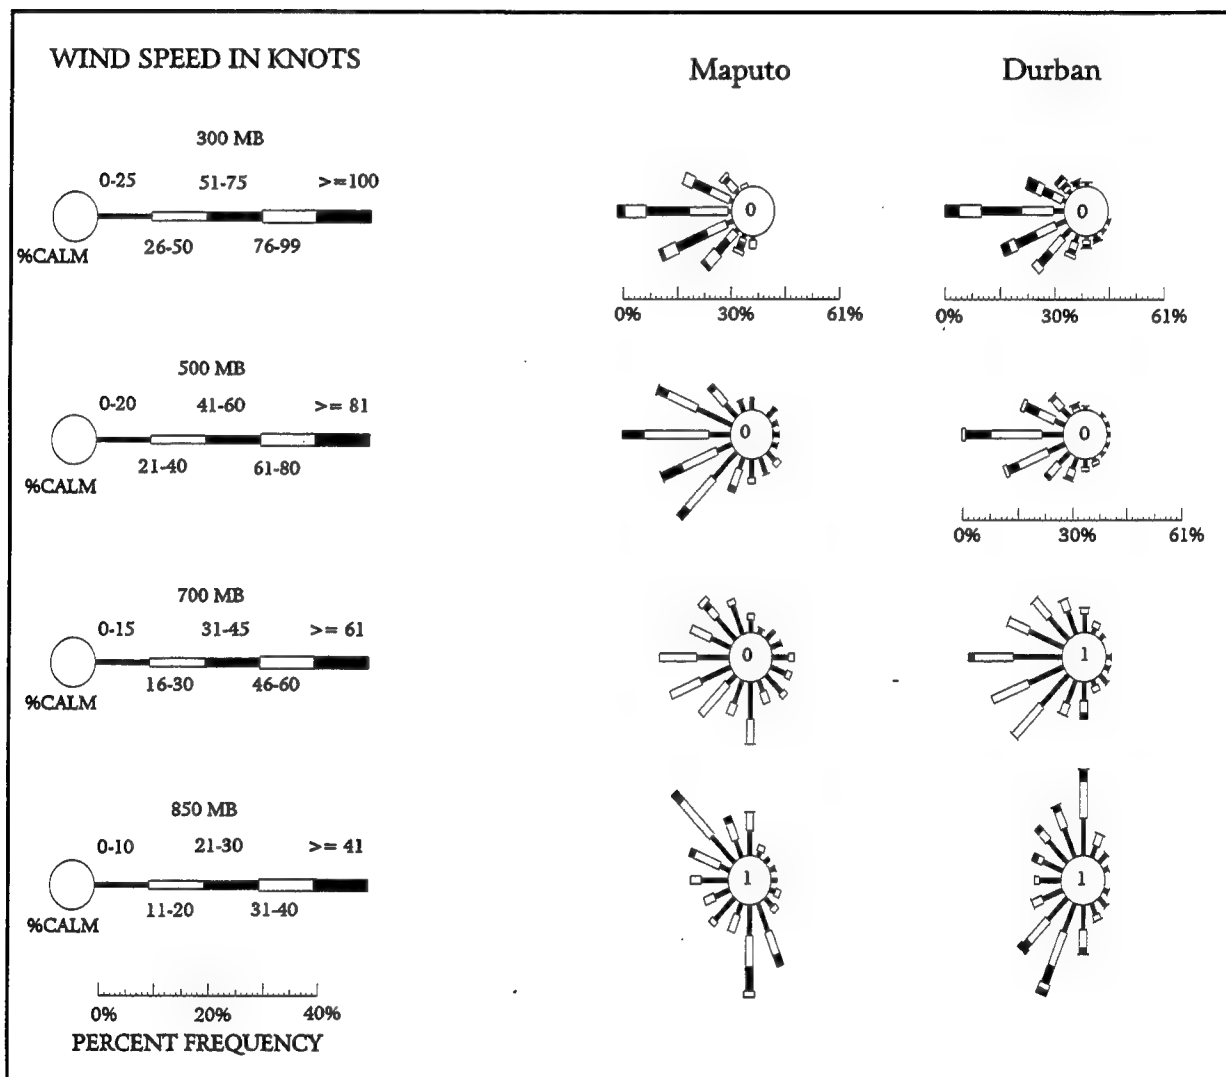 WIND SPEED IN KNOTS
Maputo
Durban
300 MB
0-25 51-75 >=100
26-50 76-99
%CALM
0
0
0% 30% 61%
0% 30% 61%
500 MB
0-20 41-60 >= 81
21-40 61-80
%CALM
0
0
0% 30% 61%
700 MB
0-15 31-45 >= 61
16-30 46-60
%CALM
0
1
850 MB
0-10 21-30 >= 41
11-20 31-40
%CALM
1
1
0% 20% 40%
PERCENT FREQUENCY